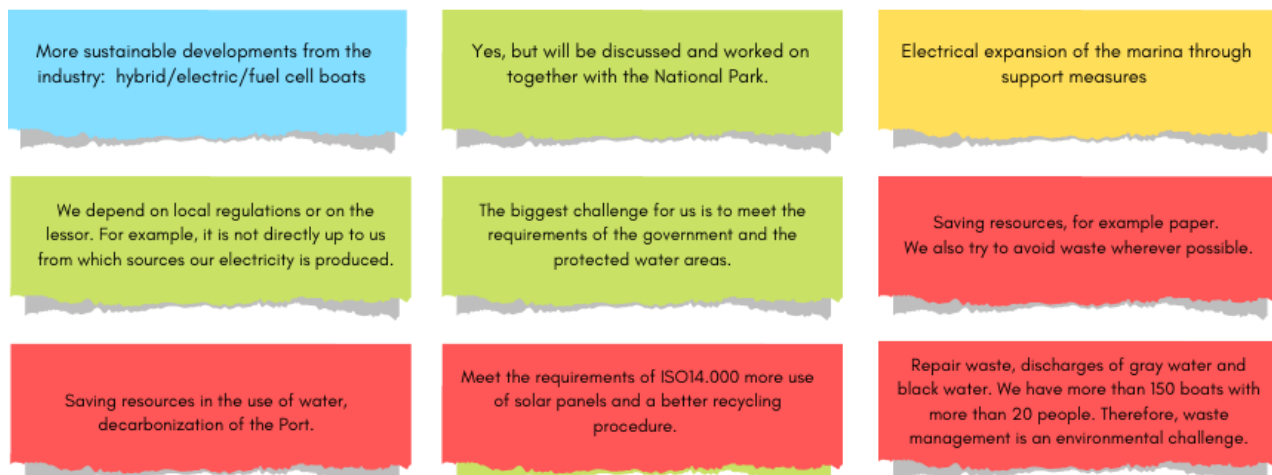 More sustainable developments from the
industry:  hybrid/electric/fuel cell boats
Yes, but will be discussed and worked on
together with the National Park.
Electrical expansion of the marina through
support measures
We depend on local regulations or on the
lessor. For example, it is not directly up to us
from which sources our electricity is produced.
The biggest challenge for us is to meet the
requirements of the government and the
protected water areas.
Saving resources, for example paper.
We also try to avoid waste wherever possible.
Saving resources in the use of water,
decarbonization of the Port.
Meet the requirements of ISO14.000 more use
of solar panels and a better recycling
procedure.
Repair waste, discharges of gray water and
black water. We have more than 150 boats with
more than 20 people. Therefore, waste
management is an environmental challenge.